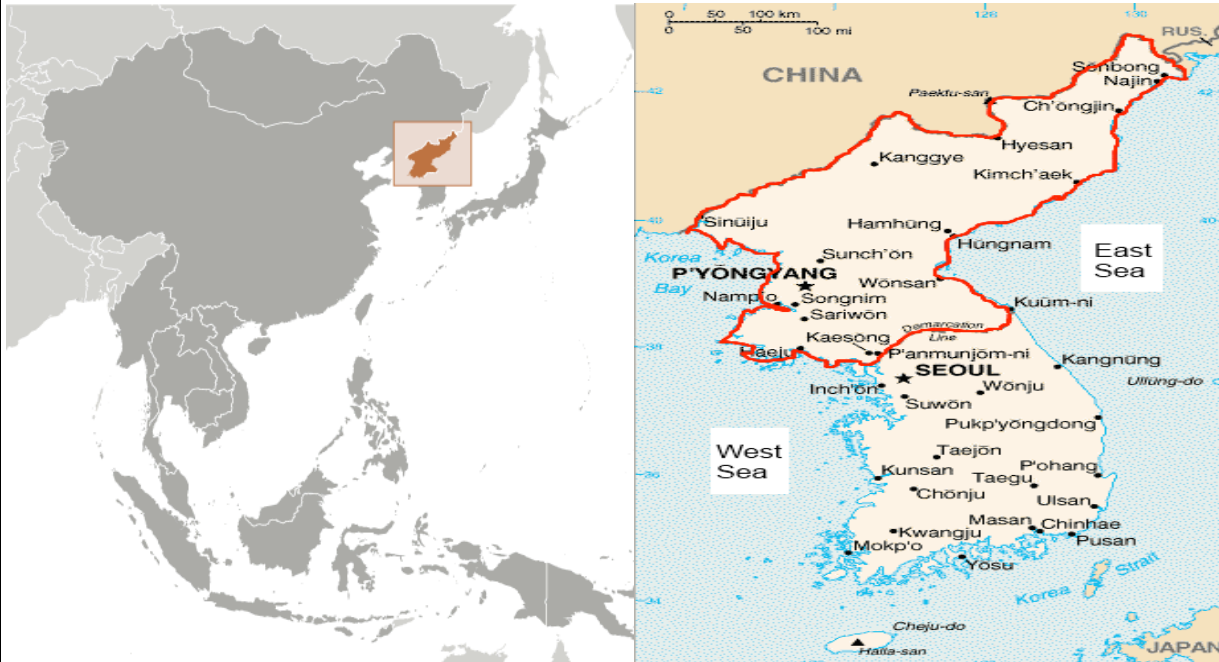 0 50 100 km
0 50 100 mi
128
130
RUS.
CHINA
Sŏnbong
Najin
42
Paektu-san
42
Ch'ŏngjin
Hyesan
Kanggye
Kimch'aek
40
Sinŭiju
Hamhŭng
40
Hŭngnam
East
Sea
Korea
Bay
Sunch'ŏn
P'YŎNGYANG
Wŏnsan
Namp'o
Songnim
Kuŭm-ni
Sariwŏn
Demarcation
Line
Kaesŏng
38
Haeju
P'anmunjŏm-ni
Kangnŭng
SEOUL
Inch'ŏn
Wŏnju
Ullŭng-do
Suwŏn
Pukp'yŏngdong
West
Sea
Taejŏn
Kunsan
P'ohang
36
Taegu
Chŏnju
Ulsan
Masan
Chinhae
Kwangju
Pusan
Mokp'o
Yŏsu
Korea
Strait
34
Cheju-do
Halla-san
JAPAN